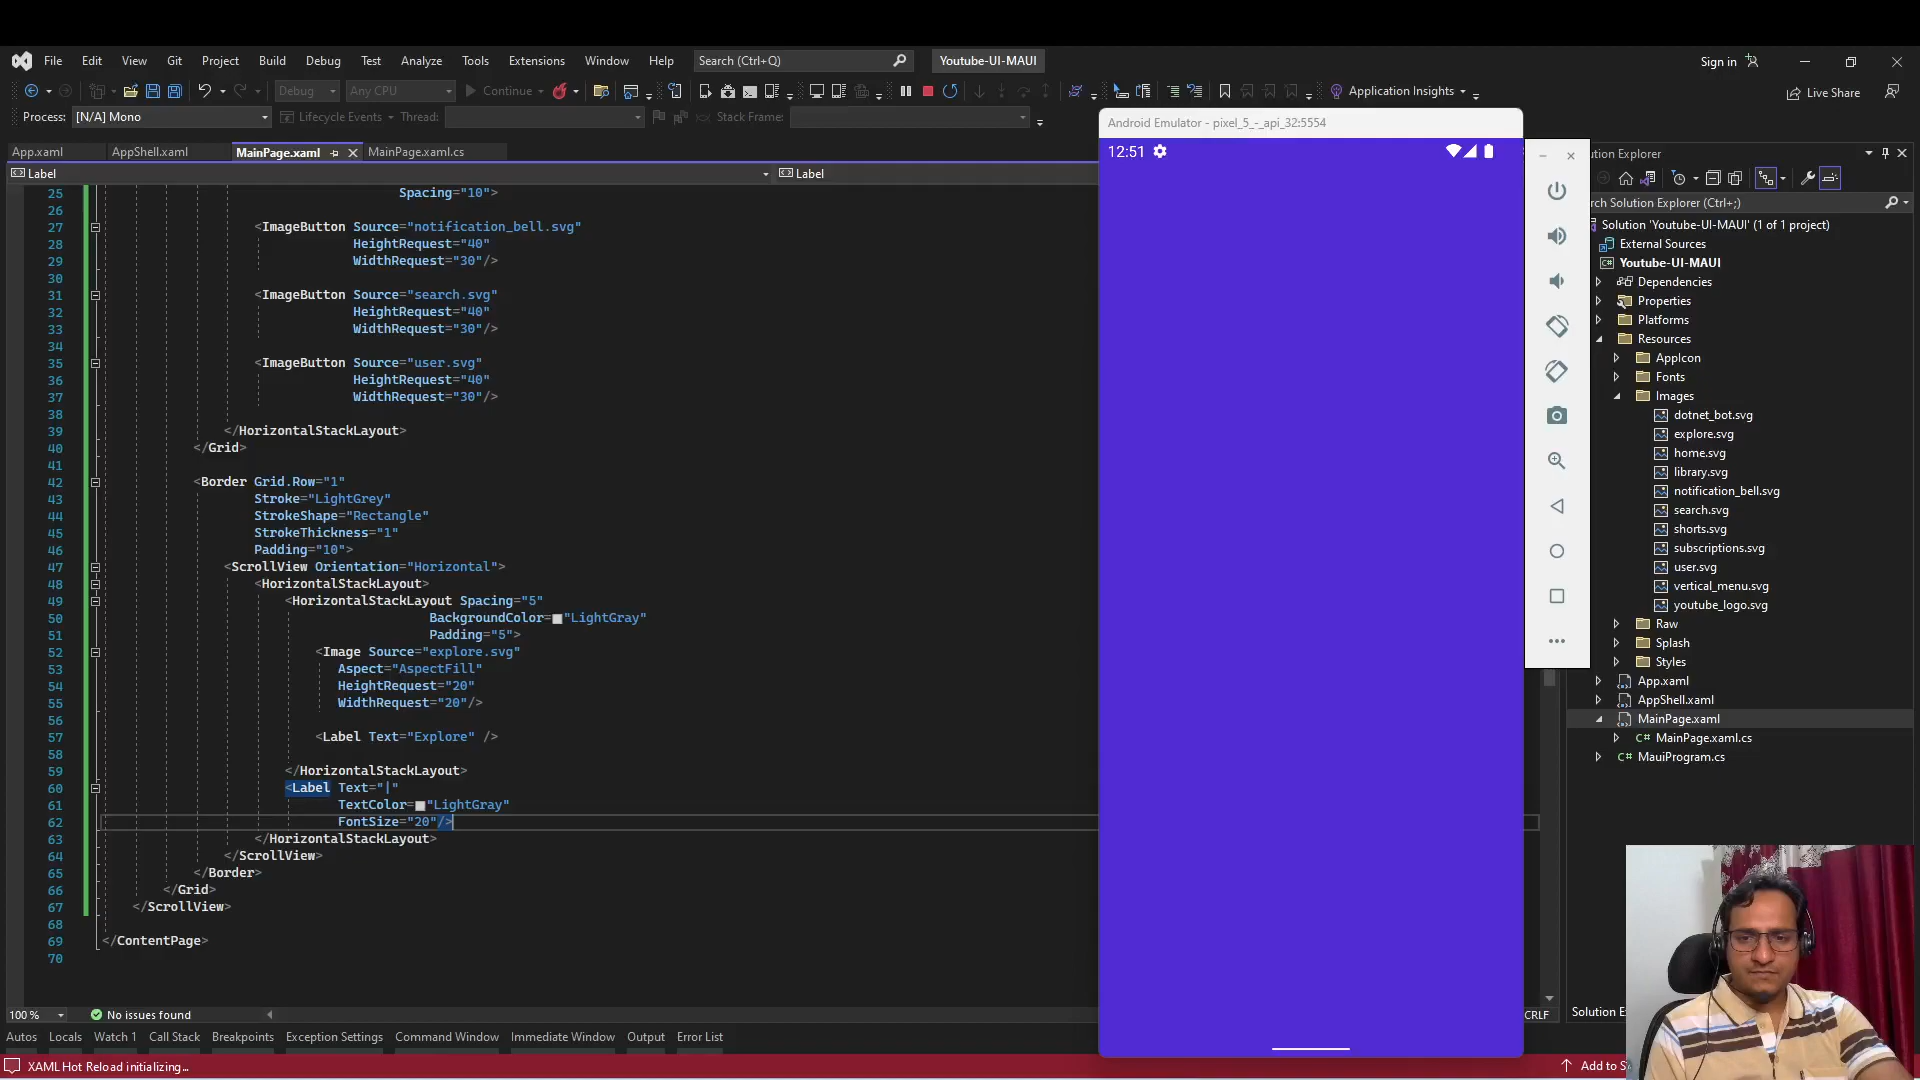 File Edit View Git Project Build Debug Test Analyze Tools Extensions Window Help Search (Ctrl+Q) Youtube-UI-MAUI Sign in
Debug Any CPU Continue Application Insights Live Share
Process: [N/A] Mono Lifecycle Events Thread: Stack Frame:
App.xaml AppShell.xaml MainPage.xaml MainPage.xaml.cs
Label Label
25 Spacing="10">
26
27 <ImageButton Source="notification_bell.svg"
28 HeightRequest="40"
29 WidthRequest="30"/>
30
31 <ImageButton Source="search.svg"
32 HeightRequest="40"
33 WidthRequest="30"/>
34
35 <ImageButton Source="user.svg"
36 HeightRequest="40"
37 WidthRequest="30"/>
38
39 </HorizontalStackLayout>
40 </Grid>
41
42 <Border Grid.Row="1"
43 Stroke="LightGrey"
44 StrokeShape="Rectangle"
45 StrokeThickness="1"
46 Padding="10">
47 <ScrollView Orientation="Horizontal">
48 <HorizontalStackLayout>
49 <HorizontalStackLayout Spacing="5"
50 BackgroundColor="LightGray"
51 Padding="5">
52 <Image Source="explore.svg"
53 Aspect="AspectFill"
54 HeightRequest="20"
55 WidthRequest="20"/>
56
57 <Label Text="Explore" />
58
59 </HorizontalStackLayout>
60 <Label Text="|"
61 TextColor="LightGray"
62 FontSize="20"/>
63 </HorizontalStackLayout>
64 </ScrollView>
65 </Border>
66 </Grid>
67 </ScrollView>
68
69 </ContentPage>
70
100 % No issues found CRLF
Autos Locals Watch 1 Call Stack Breakpoints Exception Settings Command Window Immediate Window Output Error List
XAML Hot Reload initializing... Add to S
Android Emulator - pixel_5_-_api_32:5554
12:51
ution Explorer
rch Solution Explorer (Ctrl+;)
Solution 'Youtube-UI-MAUI' (1 of 1 project)
External Sources
Youtube-UI-MAUI
Dependencies
Properties
Platforms
Resources
AppIcon
Fonts
Images
dotnet_bot.svg
explore.svg
home.svg
library.svg
notification_bell.svg
search.svg
shorts.svg
subscriptions.svg
user.svg
vertical_menu.svg
youtube_logo.svg
Raw
Splash
Styles
App.xaml
AppShell.xaml
MainPage.xaml
C# MainPage.xaml.cs
C# MauiProgram.cs
Solution E